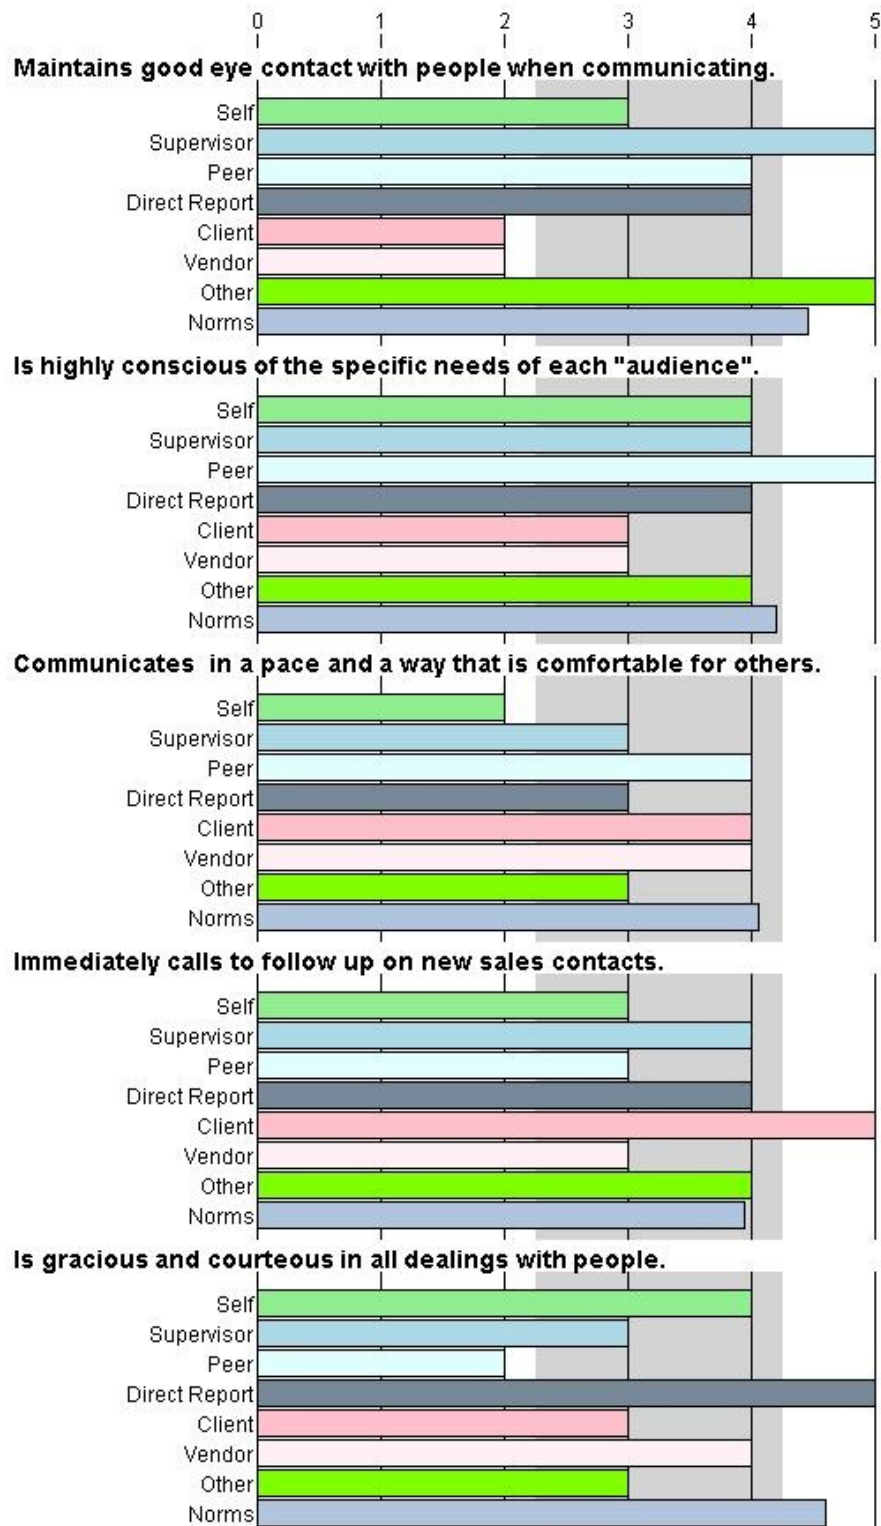 0 1 2 3 4 5
Maintains good eye contact with people when communicating.
Self
Supervisor
Peer
Direct Report
Client
Vendor
Other
Norms
Is highly conscious of the specific needs of each "audience".
Self
Supervisor
Peer
Direct Report
Client
Vendor
Other
Norms
Communicates  in a pace and a way that is comfortable for others.
Self
Supervisor
Peer
Direct Report
Client
Vendor
Other
Norms
Immediately calls to follow up on new sales contacts.
Self
Supervisor
Peer
Direct Report
Client
Vendor
Other
Norms
Is gracious and courteous in all dealings with people.
Self
Supervisor
Peer
Direct Report
Client
Vendor
Other
Norms